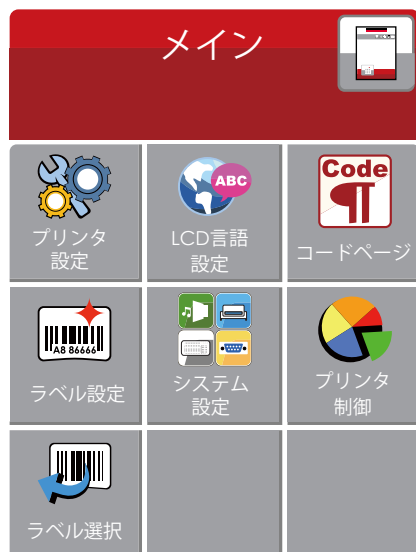 メイン
プリンタ
設定
ABC
LCD言語
設定
Code
コードページ
A8 86666
ラベル設定
システム
設定
プリンタ
制御
ラベル選択